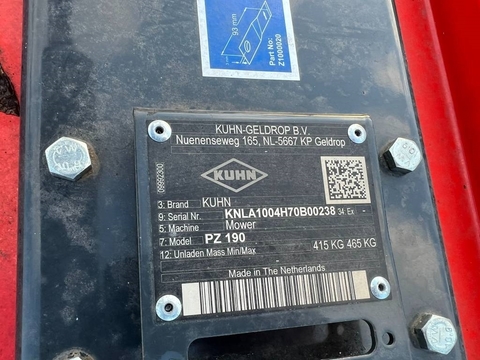 93 mm
Part No:
Z1000020
KUHN-GELDROP B.V.
Nuenenseweg 165, NL-5667 KP Geldrop
KUHN
09992300
3: Brand KUHN
9: Serial Nr. KNLA1004H70B00238 34: Ex
5: Machine Mower
7: Model PZ 190
12: Unladen Mass Min/Max 415 KG 465 KG
Made in The Netherlands